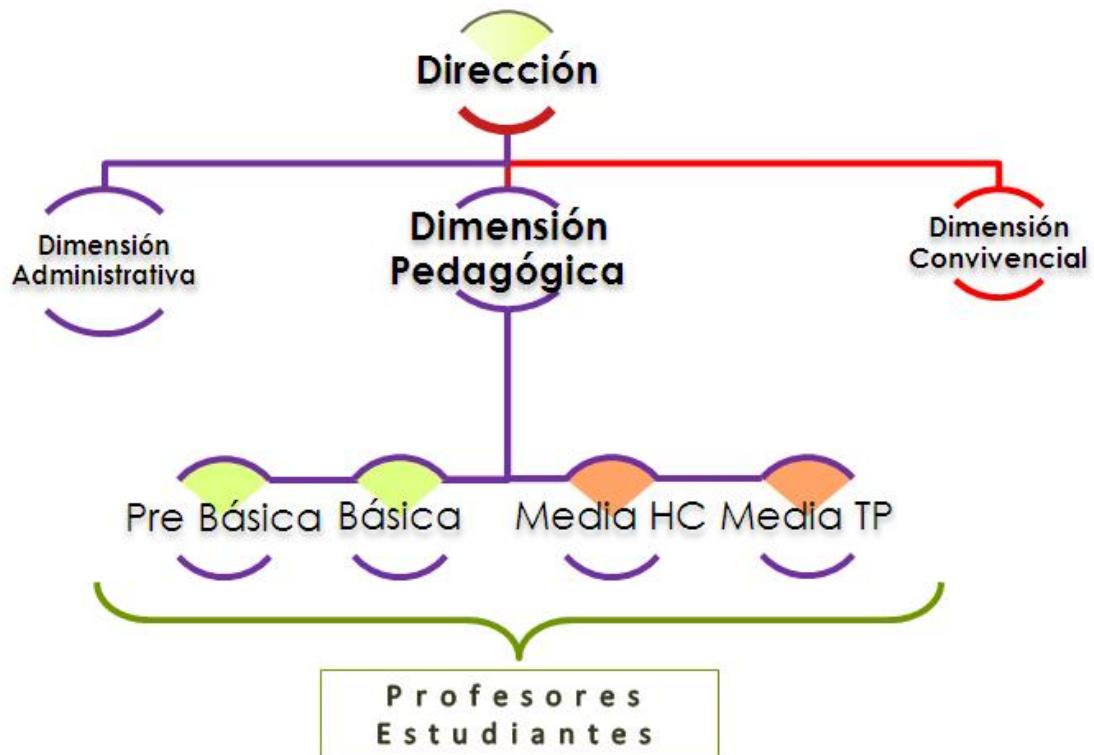 Dirección
Dimensión
Administrativa
Dimensión
Pedagógica
Dimensión
Convivencial
Pre Básica
Básica
Media HC
Media TP
Profesores
Estudiantes